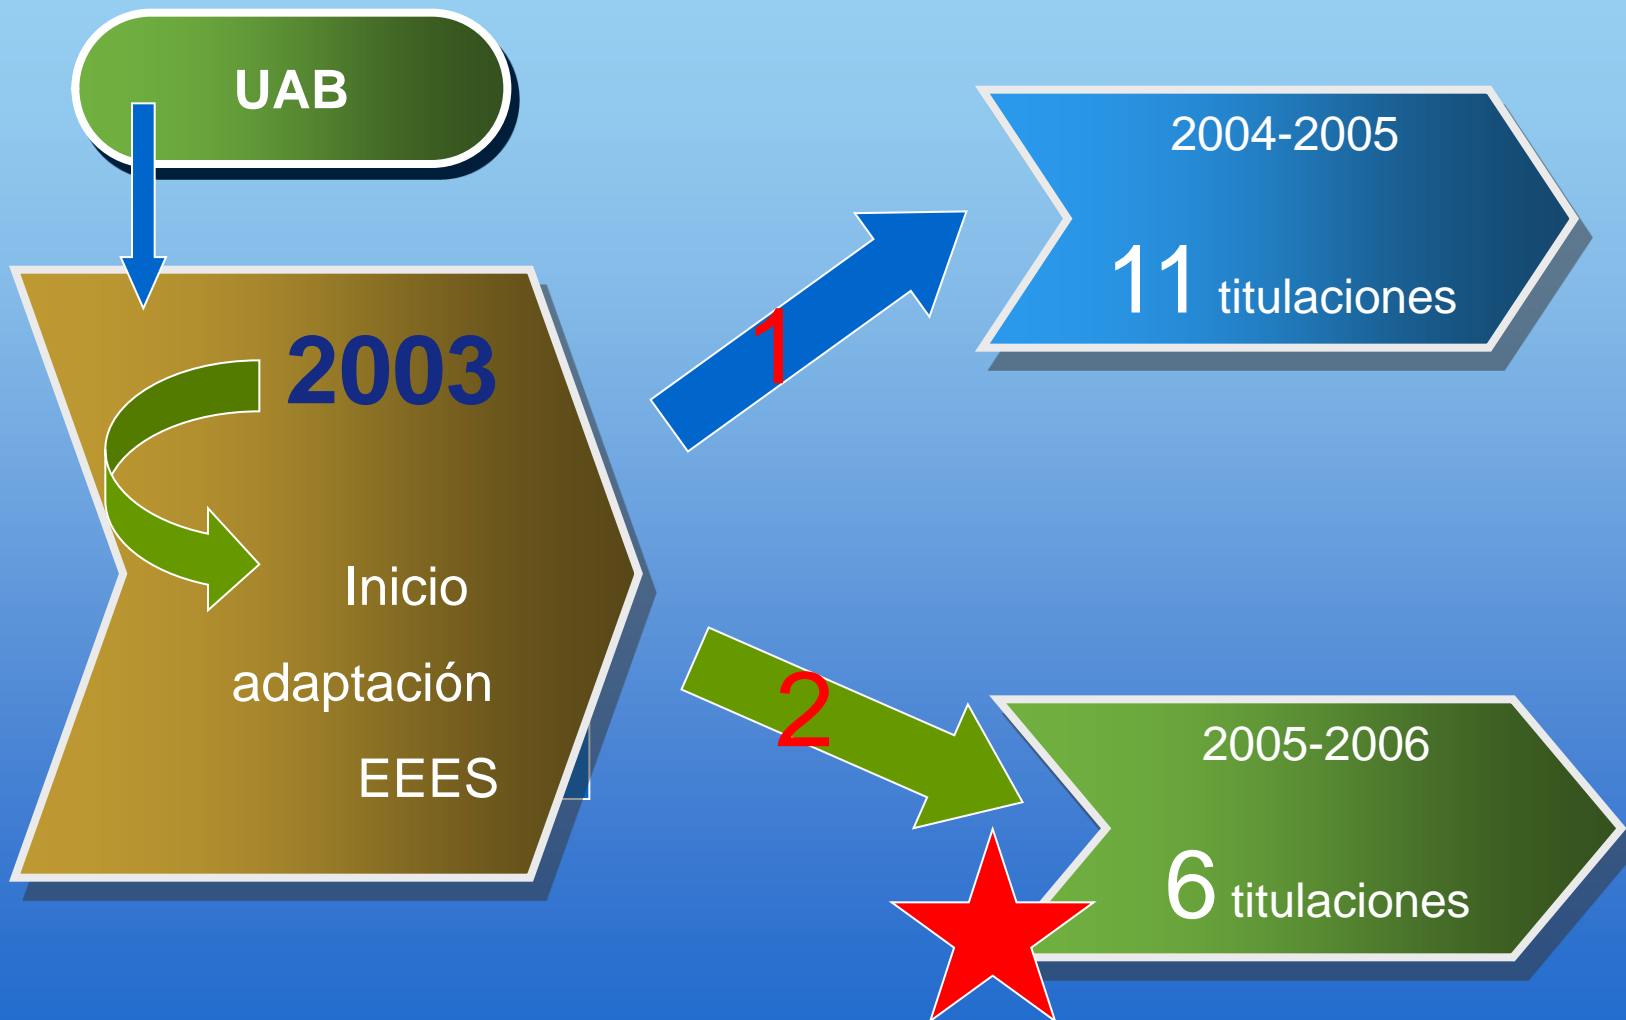 UAB
2003
Inicio
adaptación
EEES
1
2004-2005
11 titulaciones
2
2005-2006
6 titulaciones